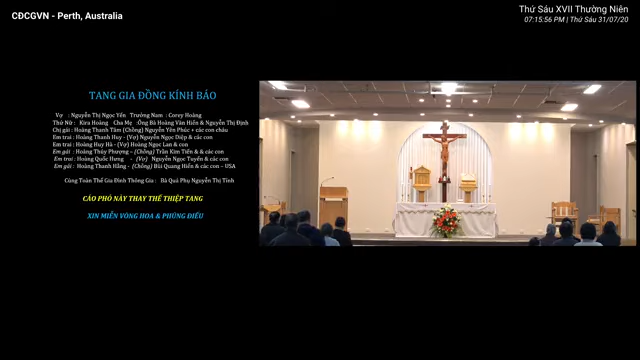 CĐCGVN - Perth, Australia
Thứ Sáu XVII Thường Niên
07:15:56 PM | Thứ Sáu 31/07/20
TANG GIA ĐỒNG KÍNH BÁO
Vợ : Nguyễn Thị Ngọc Yến Trưởng Nam : Corey Hoàng
Thứ Nữ : Kira Hoàng Cha Mẹ :Ông Bà Hoàng Văn Hiến & Nguyễn Thị Định
Chị gái : Hoàng Thanh Tâm (Chồng) Nguyễn Yên Phúc + các con cháu
Em trai : Hoàng Thanh Huy - (Vợ) Nguyễn Ngọc Diệp & các con
Em trai : Hoàng Huy Hà - (Vợ) Hoàng Ngọc Lan & con
Em gái : Hoàng Thúy Phượng – (Chồng) Trần Kim Tiến & & các con
Em trai : Hoàng Quốc Hưng - (Vợ) Nguyễn Ngọc Tuyền & các con
Em gái : Hoàng Thanh Hằng - (Chồng) Bùi Quang Hiển & các con – USA
Cùng Toàn Thể Gia Đình Thông Gia : Bà Quả Phụ Nguyễn Thị Tính
CÁO PHÓ NÀY THAY THẾ THIỆP TANG
XIN MIỄN VÒNG HOA & PHÚNG ĐIẾU